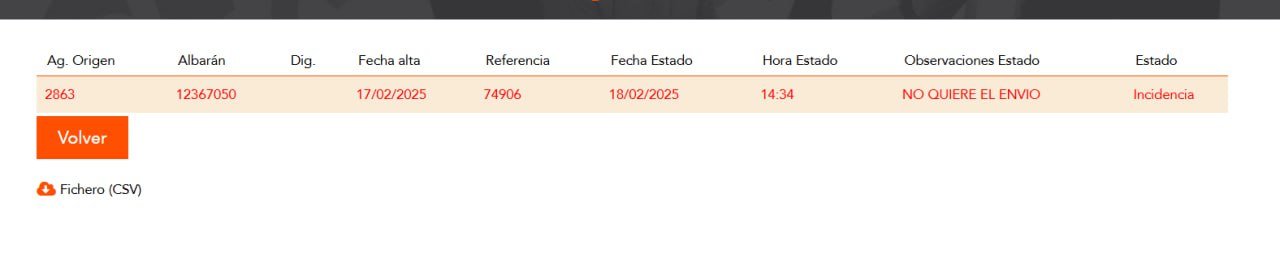 Ag. Origen Albarán Dig. Fecha alta Referencia Fecha Estado Hora Estado Observaciones Estado Estado
2863 12367050 17/02/2025 74906 18/02/2025 14:34 NO QUIERE EL ENVIO Incidencia
Volver
Fichero (CSV)